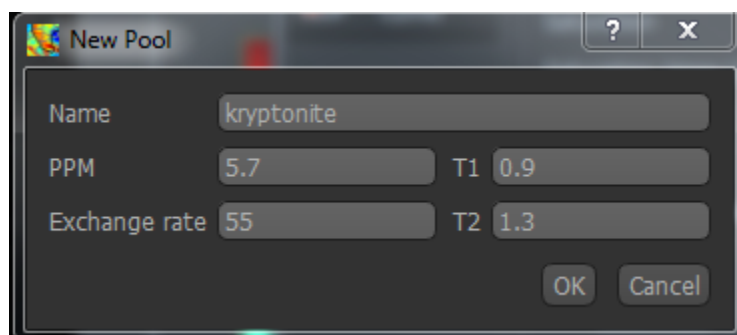 New Pool ? x
Name kryptonite
PPM 5.7 T1 0.9
Exchange rate 55 T2 1.3
OK Cancel